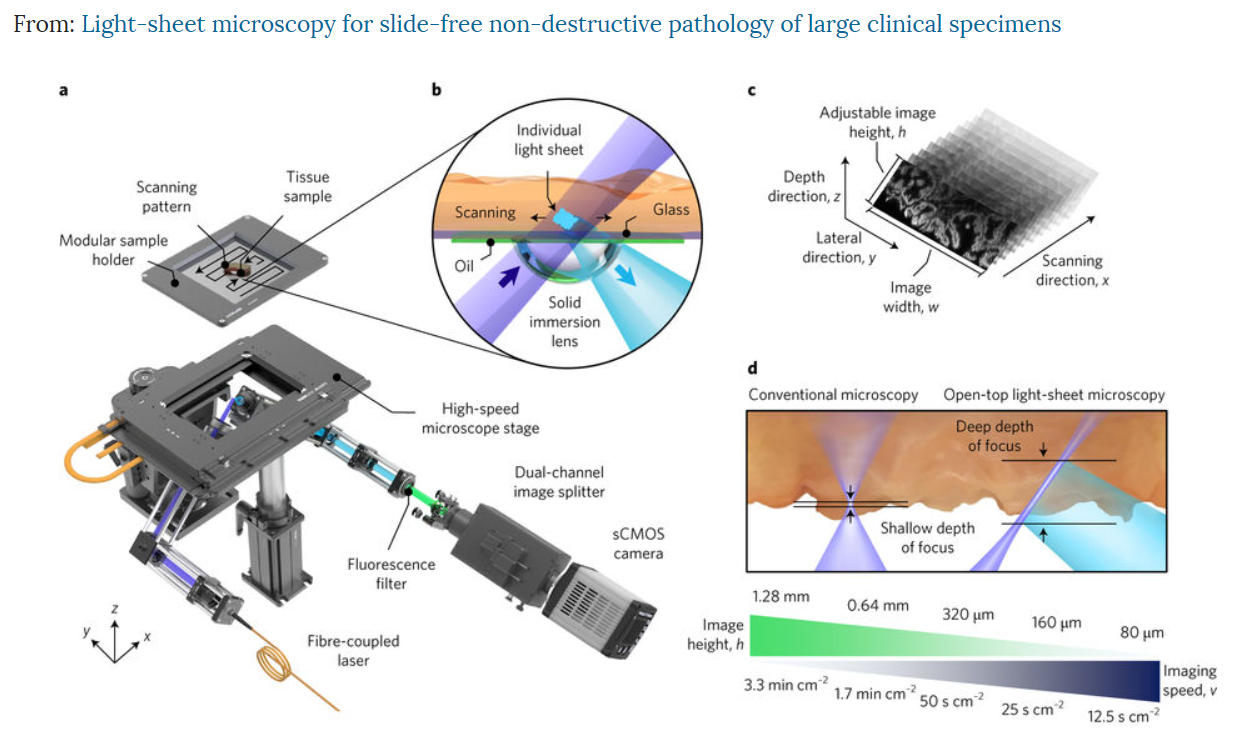 From: Light-sheet microscopy for slide-free non-destructive pathology of large clinical specimens
a
Scanning
pattern
Tissue
sample
Modular sample
holder
High-speed
microscope stage
Dual-channel
image splitter
sCMOS
camera
Fluorescence
filter
Fibre-coupled
laser
z
y
x
b
Individual
light sheet
Scanning
Glass
Oil
Solid
immersion
lens
c
Adjustable image
height, h
Depth
direction, z
Lateral
direction, y
Image
width, w
Scanning
direction, x
d
Conventional microscopy
Open-top light-sheet microscopy
Deep depth
of focus
Shallow depth
of focus
Image
height, h
1.28 mm
0.64 mm
320 µm
160 µm
80 µm
3.3 min cm⁻²
1.7 min cm⁻²
50 s cm⁻²
25 s cm⁻²
12.5 s cm⁻²
Imaging
speed, v